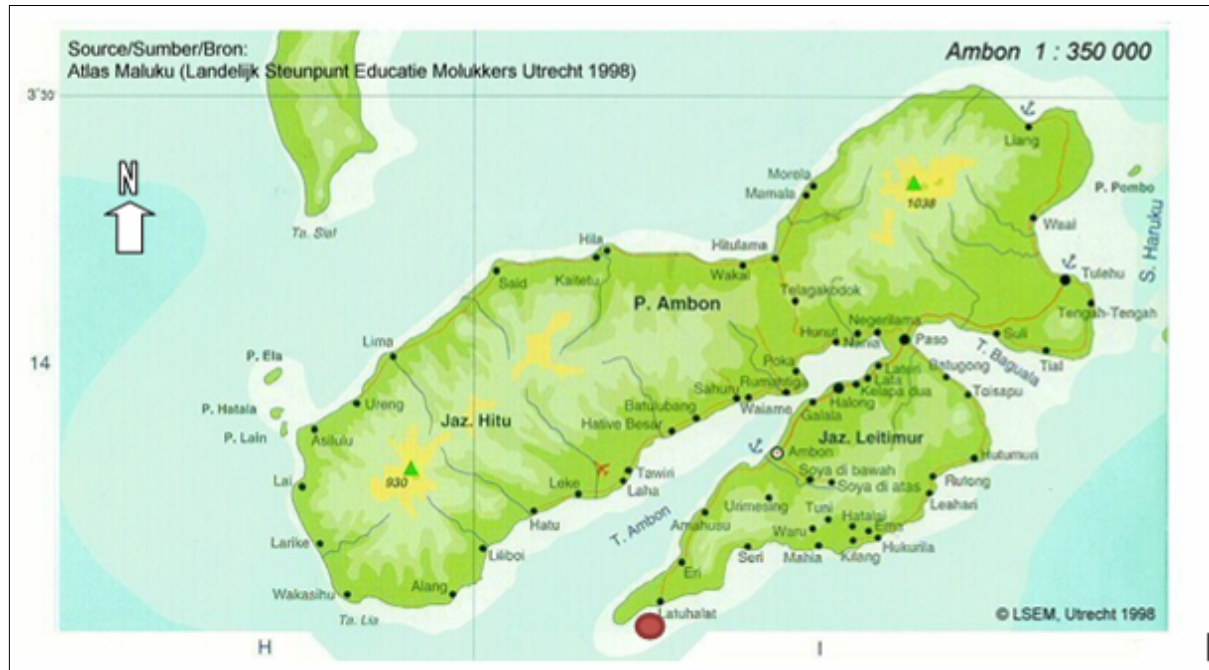 Source/Sumber/Bron:
Atlas Maluku (Landelijk Steunpunt Educatie Molukkers Utrecht 1998)
Ambon 1 : 350 000
3°30
N
Liang
Morela
Mamala
1038
P. Pombo
Ta. Sial
Waai
S. Haruku
Hila
Hitulama
Kaitetu
Wakal
Said
Tulehu
P. Ambon
Telagakodok
Tengah-Tengah
Negerilama
Hunut
Nania
Paso
Suli
Lima
14
P. Ela
T. Baguala
Tial
Poka
Lateri
Batugong
Lata
Rumahtiga
Kelapa dua
Toisapu
Sahuru
Halong
P. Hatala
Ureng
Waiame
Galala
Batulubang
Hative Besar
Jaz. Hitu
P. Lain
Asilulu
Jaz. Leitimur
Ambon
Hutumuri
Soya di bawah
Tawiri
930
Lai
Leke
Laha
Soya di atas
Rutong
Urimesing
Leahari
Hatu
T. Ambon
Amahusu
Tuni
Hatalai
Waru
Ema
Larike
Liliboi
Seri
Mahia
Kilang
Hukurila
Eri
Wakasihu
Alang
Latuhalat
Ta. Lia
© LSEM, Utrecht 1998
H
I